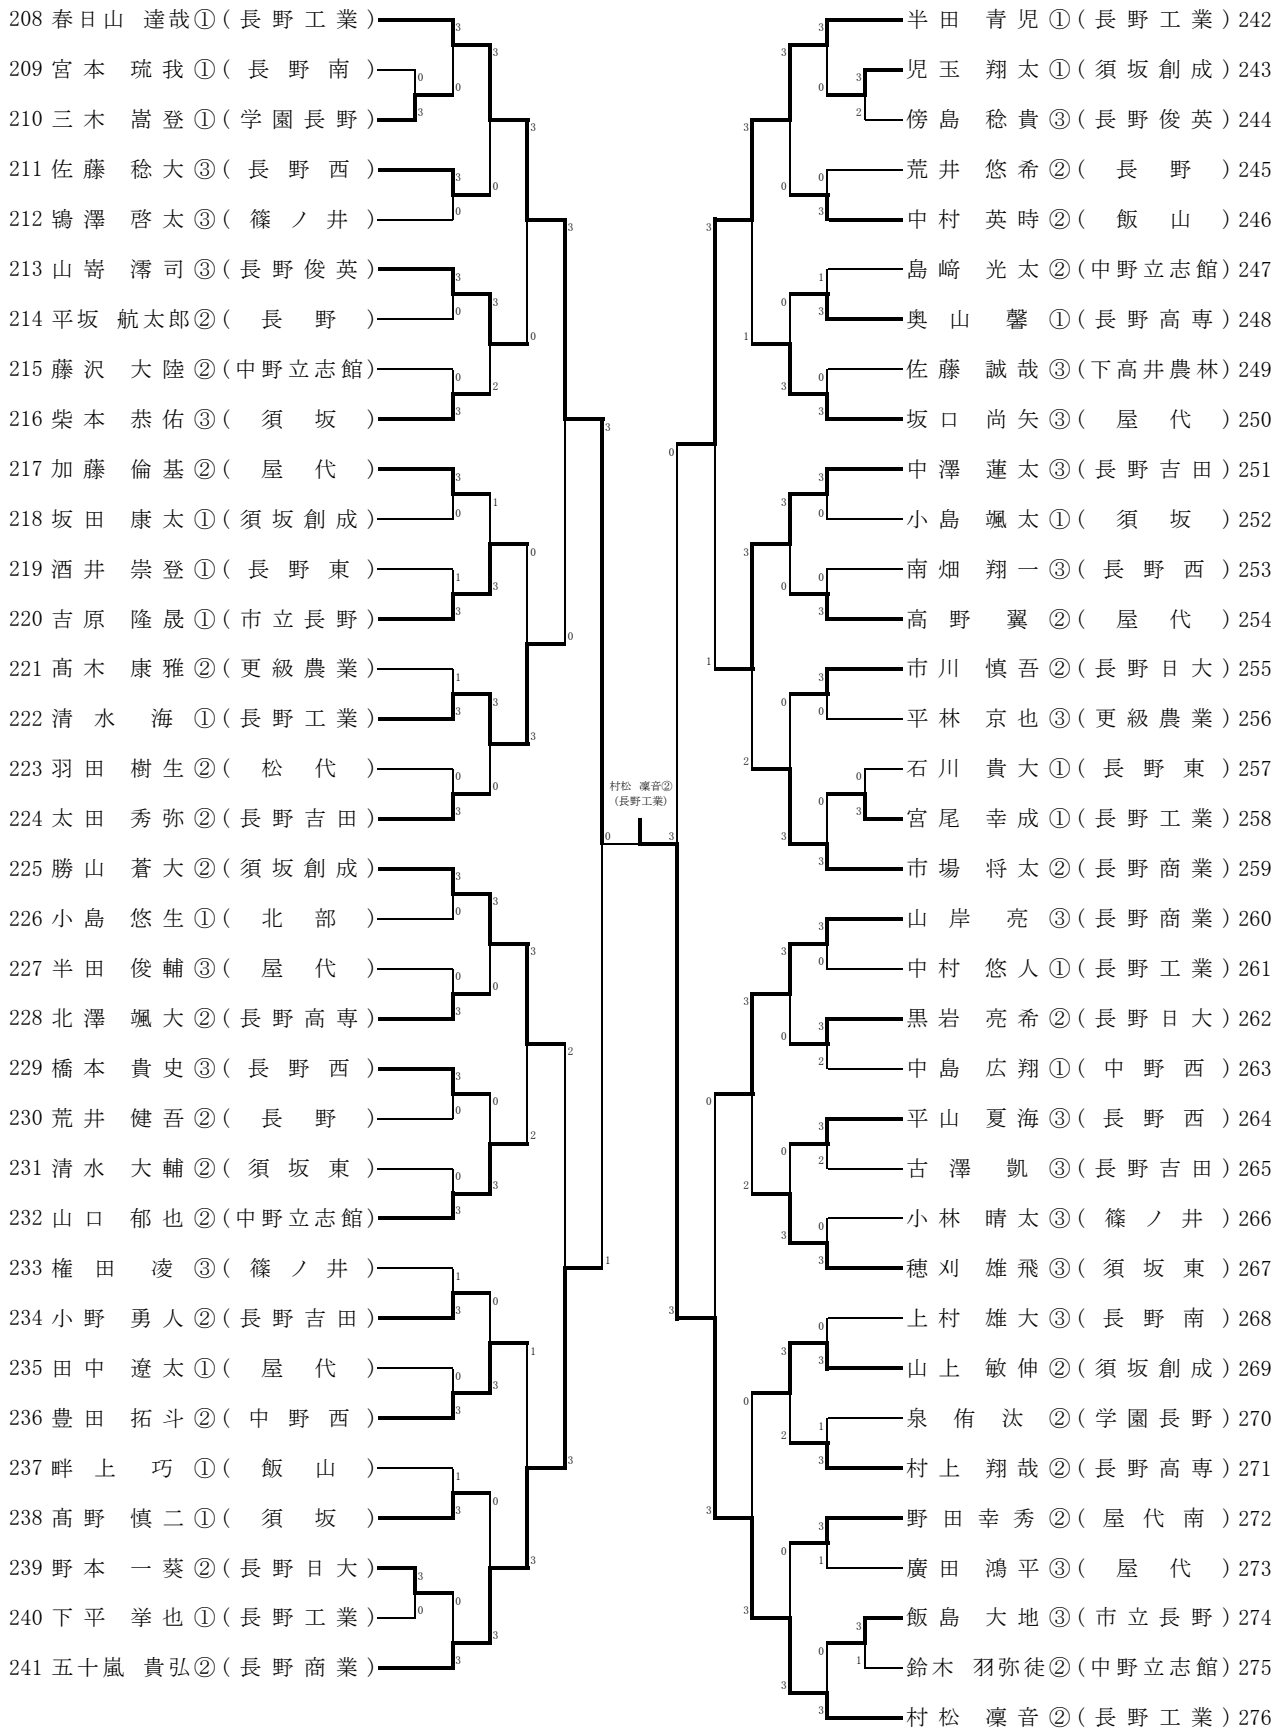 208 春日山 達哉①(長野工業)
209 宮本 琉我①(長野南)
210 三木 嵩登①(学園長野)
211 佐藤 稔大③(長野西)
212 鴇澤 啓太③(篠ノ井)
213 山嵜 澪司③(長野俊英)
214 平坂 航太郎②(長野)
215 藤沢 大陸②(中野立志館)
216 柴本 恭佑③(須坂)
217 加藤 倫基②(屋代)
218 坂田 康太①(須坂創成)
219 酒井 崇登①(長野東)
220 吉原 隆晟①(市立長野)
221 髙木 康雅②(更級農業)
222 清水 海①(長野工業)
223 羽田 樹生②(松代)
224 太田 秀弥②(長野吉田)
225 勝山 蒼大②(須坂創成)
226 小島 悠生①(北部)
227 半田 俊輔③(屋代)
228 北澤 颯大②(長野高専)
229 橋本 貴史③(長野西)
230 荒井 健吾②(長野)
231 清水 大輔②(須坂東)
232 山口 郁也②(中野立志館)
233 権田 凌③(篠ノ井)
234 小野 勇人②(長野吉田)
235 田中 遼太①(屋代)
236 豊田 拓斗②(中野西)
237 畔上 巧①(飯山)
238 髙野 慎二①(須坂)
239 野本 一葵②(長野日大)
240 下平 挙也①(長野工業)
241 五十嵐 貴弘②(長野商業)
村松 凜音②
(長野工業)
半田 青児①(長野工業)242
児玉 翔太①(須坂創成)243
傍島 稔貴③(長野俊英)244
荒井 悠希②(長野)245
中村 英時②(飯山)246
島﨑 光太②(中野立志館)247
奥山 馨①(長野高専)248
佐藤 誠哉③(下高井農林)249
坂口 尚矢③(屋代)250
中澤 蓮太③(長野吉田)251
小島 颯太①(須坂)252
南畑 翔一③(長野西)253
高野 翼②(屋代)254
市川 慎吾②(長野日大)255
平林 京也③(更級農業)256
石川 貴大①(長野東)257
宮尾 幸成①(長野工業)258
市場 将太②(長野商業)259
山岸 亮③(長野商業)260
中村 悠人①(長野工業)261
黒岩 亮希②(長野日大)262
中島 広翔①(中野西)263
平山 夏海③(長野西)264
古澤 凱③(長野吉田)265
小林 晴太③(篠ノ井)266
穂刈 雄飛③(須坂東)267
上村 雄大③(長野南)268
山上 敏伸②(須坂創成)269
泉 侑汰②(学園長野)270
村上 翔哉②(長野高専)271
野田 幸秀②(屋代南)272
廣田 鴻平③(屋代)273
飯島 大地③(市立長野)274
鈴木 羽弥徒②(中野立志館)275
村松 凜音②(長野工業)276